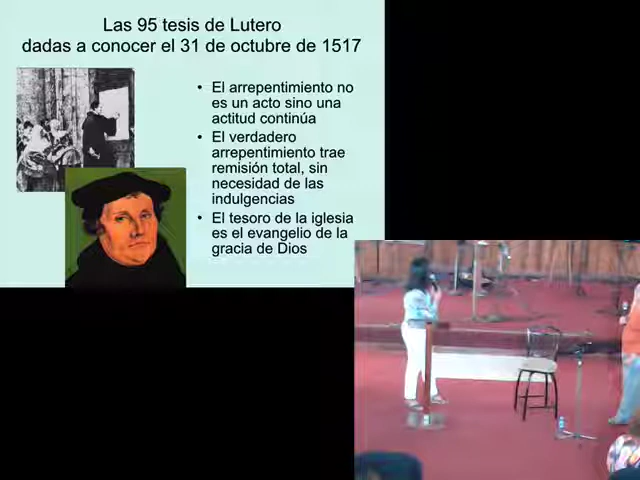 Las 95 tesis de Lutero
dadas a conocer el 31 de octubre de 1517
• El arrepentimiento no
es un acto sino una
actitud continúa
• El verdadero
arrepentimiento trae
remisión total, sin
necesidad de las
indulgencias
• El tesoro de la iglesia
es el evangelio de la
gracia de Dios